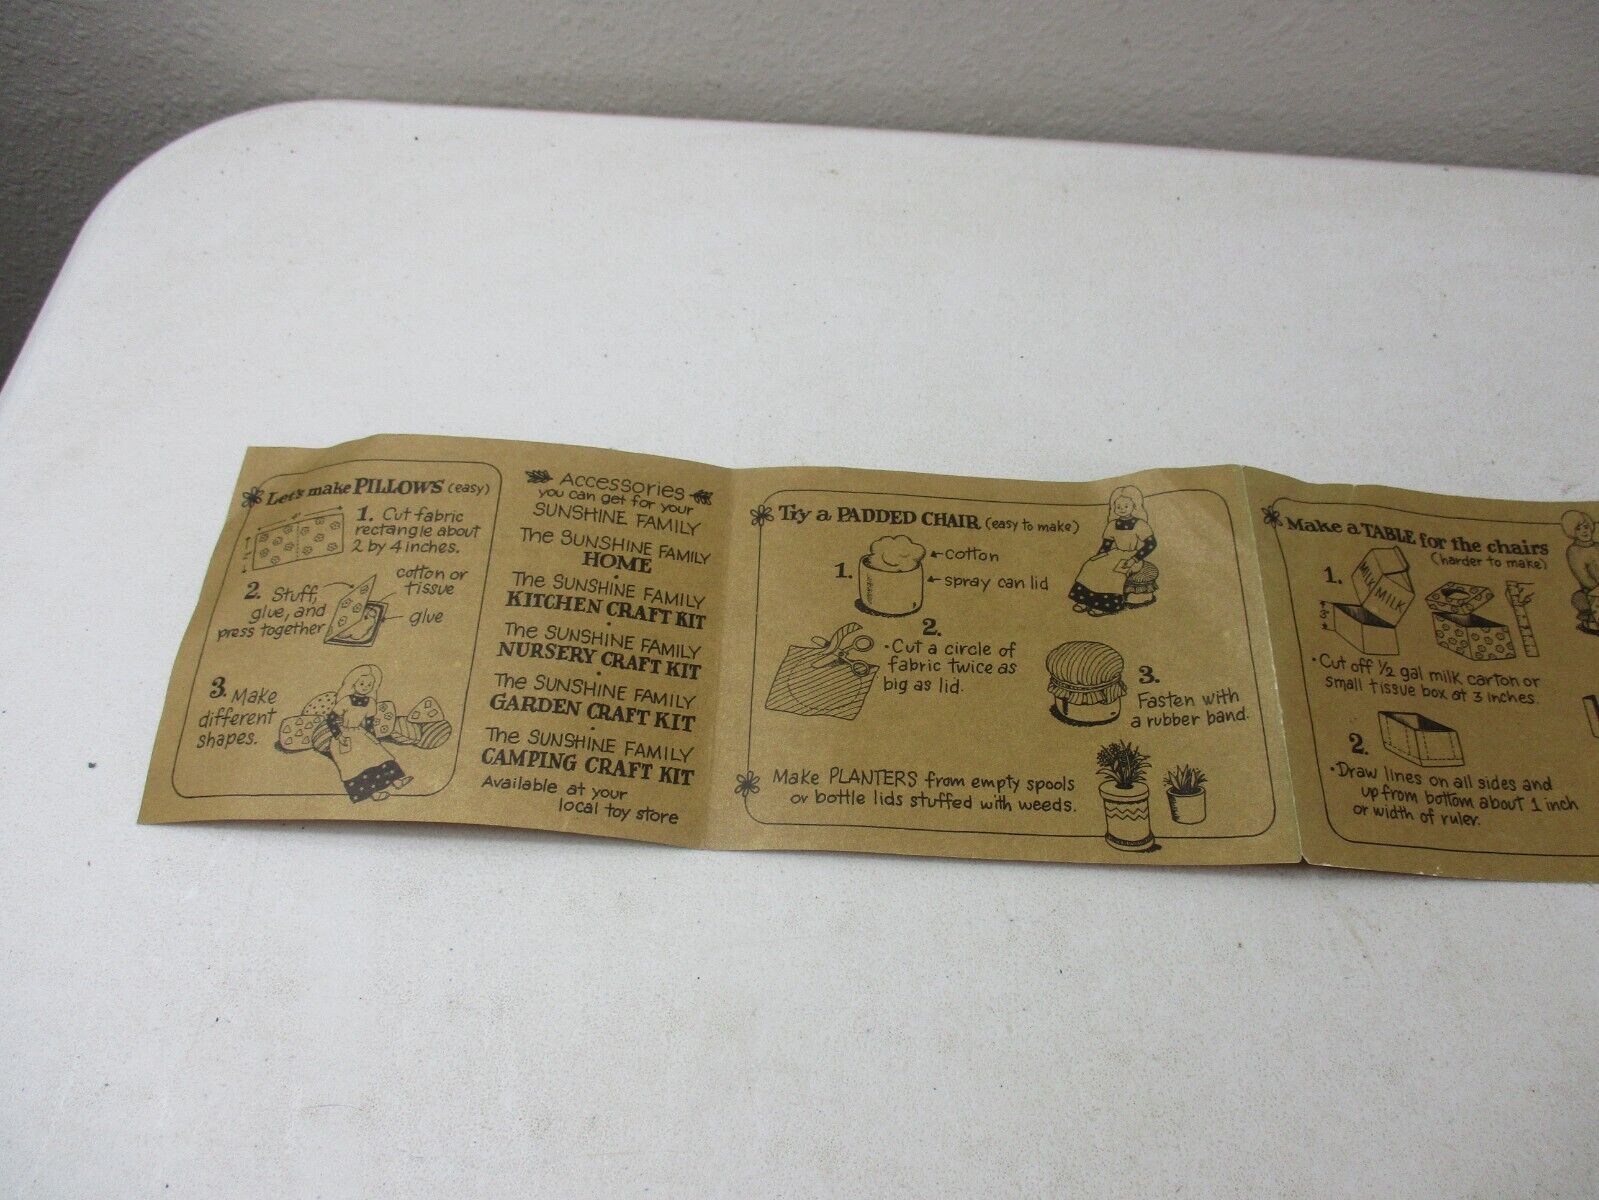 Let's make PILLOWS (easy)
4"
2"
1. Cut fabric
rectangle about
2 by 4 inches.
2. Stuff,
glue, and
press together
cotton or
tissue
glue
3. Make
different
shapes.
Accessories
you can get for your
SUNSHINE FAMILY
The SUNSHINE FAMILY
HOME
•
The SUNSHINE FAMILY
KITCHEN CRAFT KIT
•
The SUNSHINE FAMILY
NURSERY CRAFT KIT
•
The SUNSHINE FAMILY
GARDEN CRAFT KIT
•
The SUNSHINE FAMILY
CAMPING CRAFT KIT
Available at your
local toy store
Try a PADDED CHAIR (easy to make)
1.
cotton
spray can lid
2.
• Cut a circle of
fabric twice as
big as lid.
3.
Fasten with
a rubber band.
Make PLANTERS from empty spools
or bottle lids stuffed with weeds.
Make a TABLE for the chairs
(harder to make)
1.
MILK
MILK
3"
• Cut off 1/2 gal milk carton or
small tissue box at 3 inches.
2.
• Draw lines on all sides and
up from bottom about 1 inch
or width of ruler.